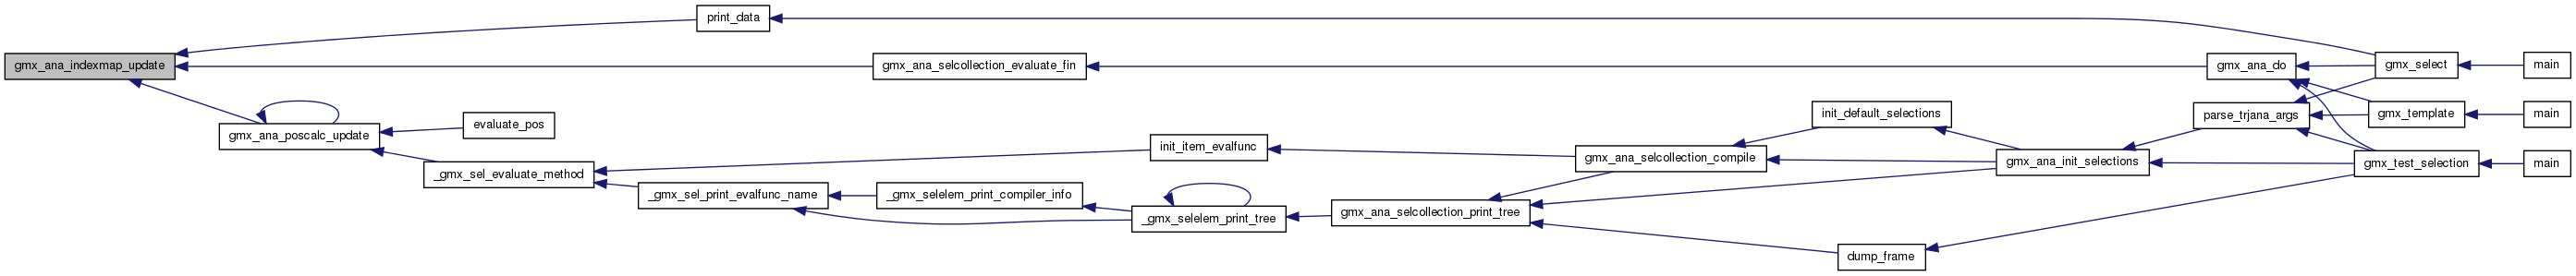 print_data
gmx_ana_indexmap_update
gmx_ana_selcollection_evaluate_fin
gmx_ana_do
gmx_select
main
gmx_ana_poscalc_update
evaluate_pos
init_default_selections
parse_trjana_args
gmx_template
main
_gmx_sel_evaluate_method
init_item_evalfunc
gmx_ana_selcollection_compile
gmx_ana_init_selections
gmx_test_selection
main
_gmx_sel_print_evalfunc_name
_gmx_selelem_print_compiler_info
_gmx_selelem_print_tree
gmx_ana_selcollection_print_tree
dump_frame